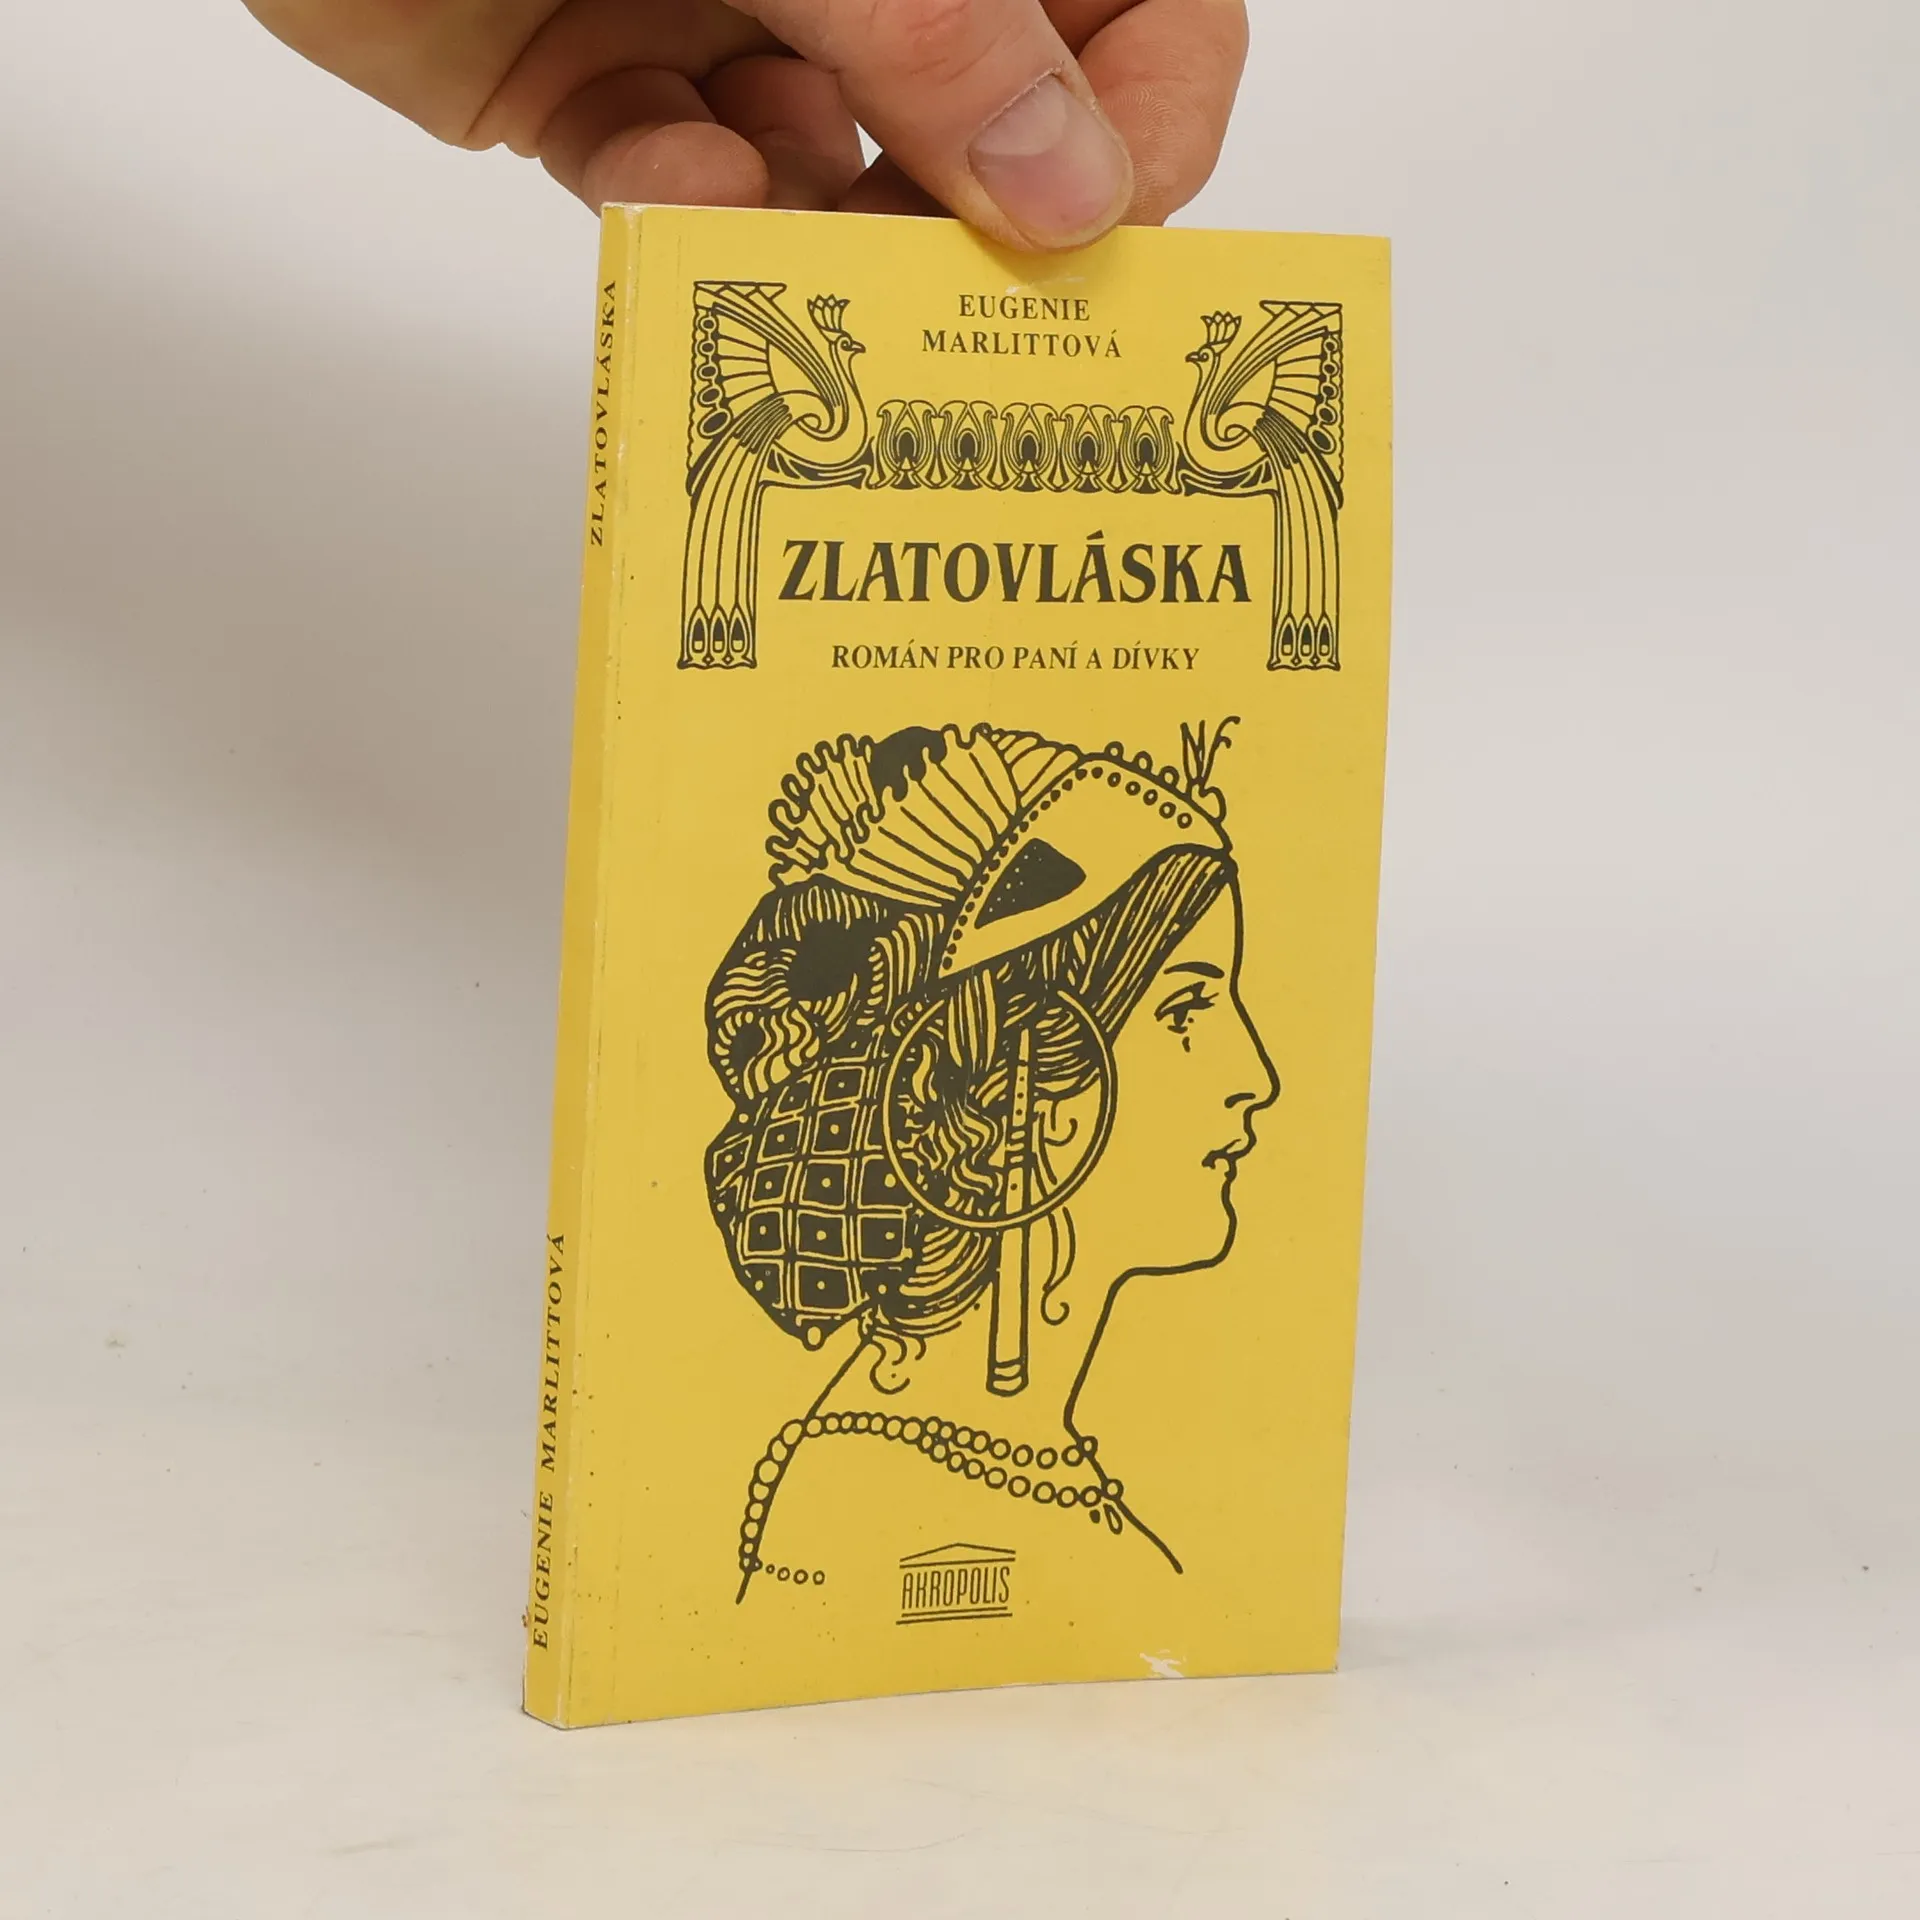 EUGENIE
MARLITTOVÁ
ZLATOVLÁSKA
ROMÁN PRO PANÍ A DÍVKY
AKROPOLIS
ZLATOVLÁSKA
EUGENIE MARLITTOVÁ